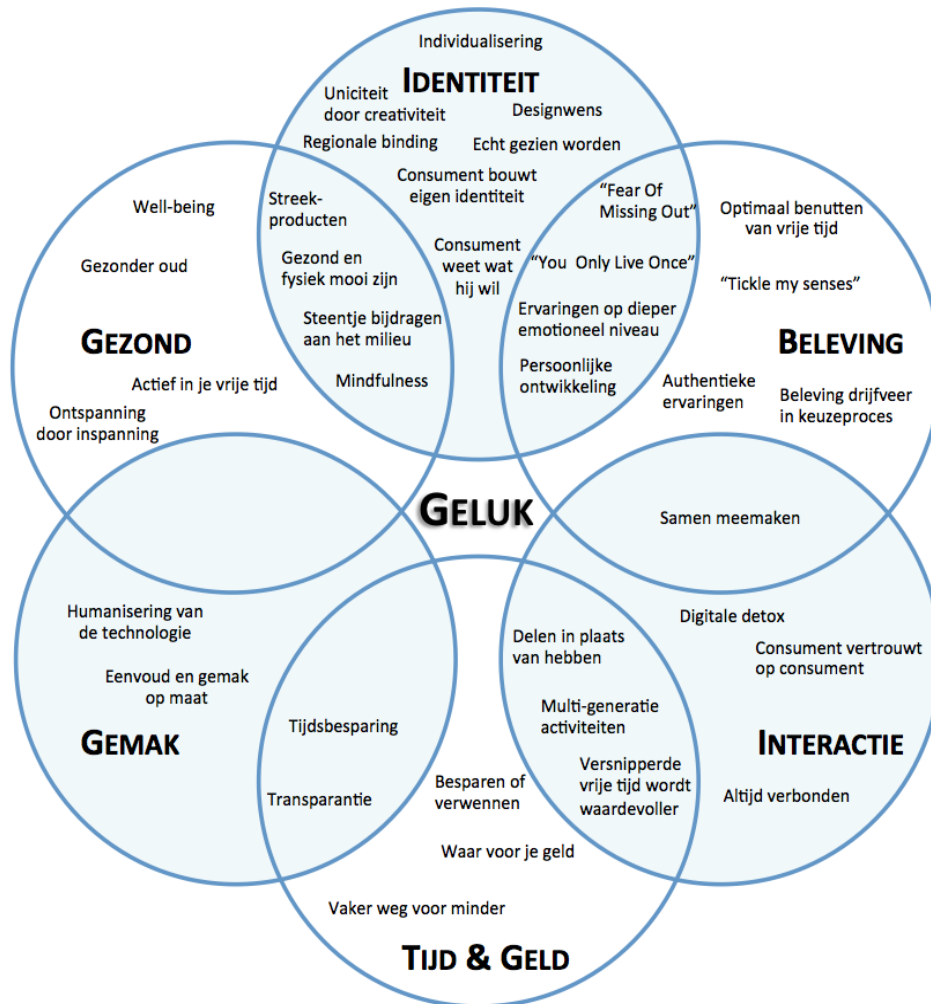 Individualisering
IDENTITEIT
Uniciteit
door creativiteit
Designwens
Regionale binding
Echt gezien worden
Consument bouwt
eigen identiteit
Consument
weet wat
hij wil
Well-being
Gezonder oud
GEZOND
Actief in je vrije tijd
Ontspanning
door inspanning
Streek-
producten
Gezond en
fysiek mooi zijn
Steentje bijdragen
aan het milieu
Mindfulness
“Fear Of
Missing Out”
“You Only Live Once”
Ervaringen op dieper
emotioneel niveau
Persoonlijke
ontwikkeling
Optimaal benutten
van vrije tijd
“Tickle my senses”
BELEVING
Authentieke
ervaringen
Beleving drijfveer
in keuzeproces
GELUK
Samen meemaken
Humanisering van
de technologie
Eenvoud en gemak
op maat
GEMAK
Tijdsbesparing
Transparantie
Delen in plaats
van hebben
Multi-generatie
activiteiten
Versnipperde
vrije tijd wordt
waardevoller
Digitale detox
Consument vertrouwt
op consument
INTERACTIE
Altijd verbonden
Besparen of
verwennen
Waar voor je geld
Vaker weg voor minder
TIJD & GELD